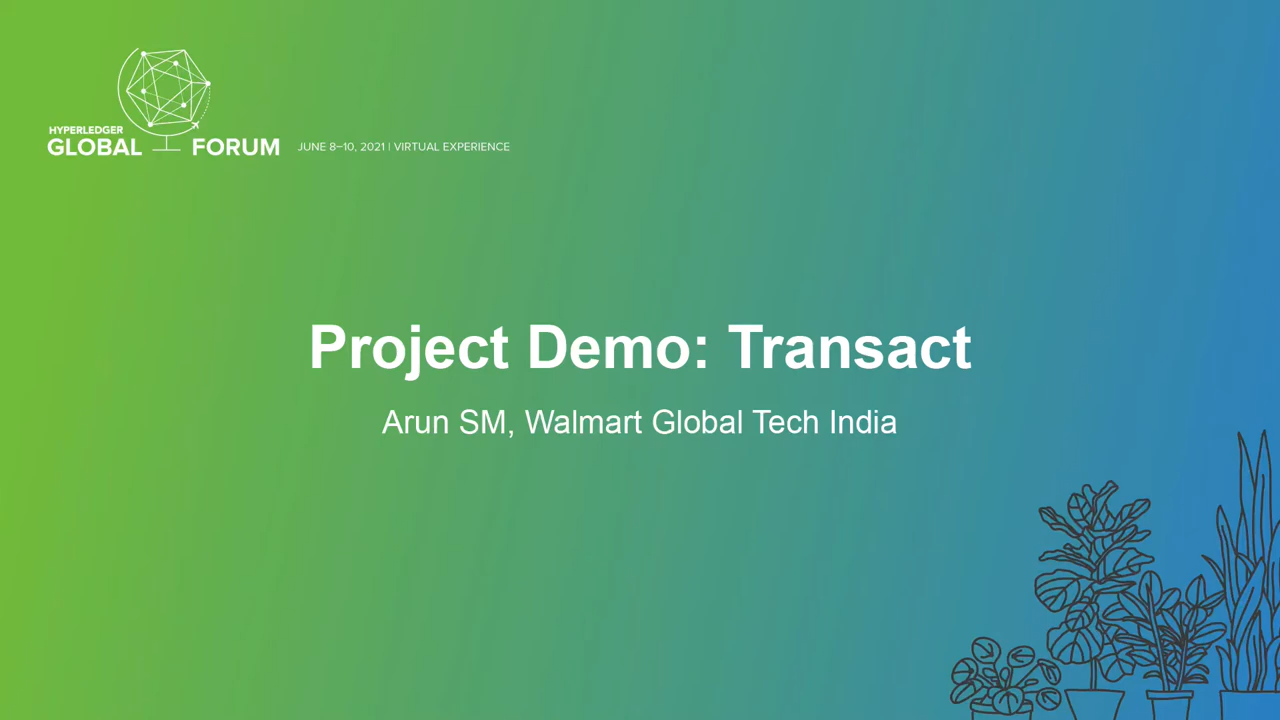 HYPERLEDGER
GLOBAL FORUM JUNE 8–10, 2021 | VIRTUAL EXPERIENCE
Project Demo: Transact
Arun SM, Walmart Global Tech India